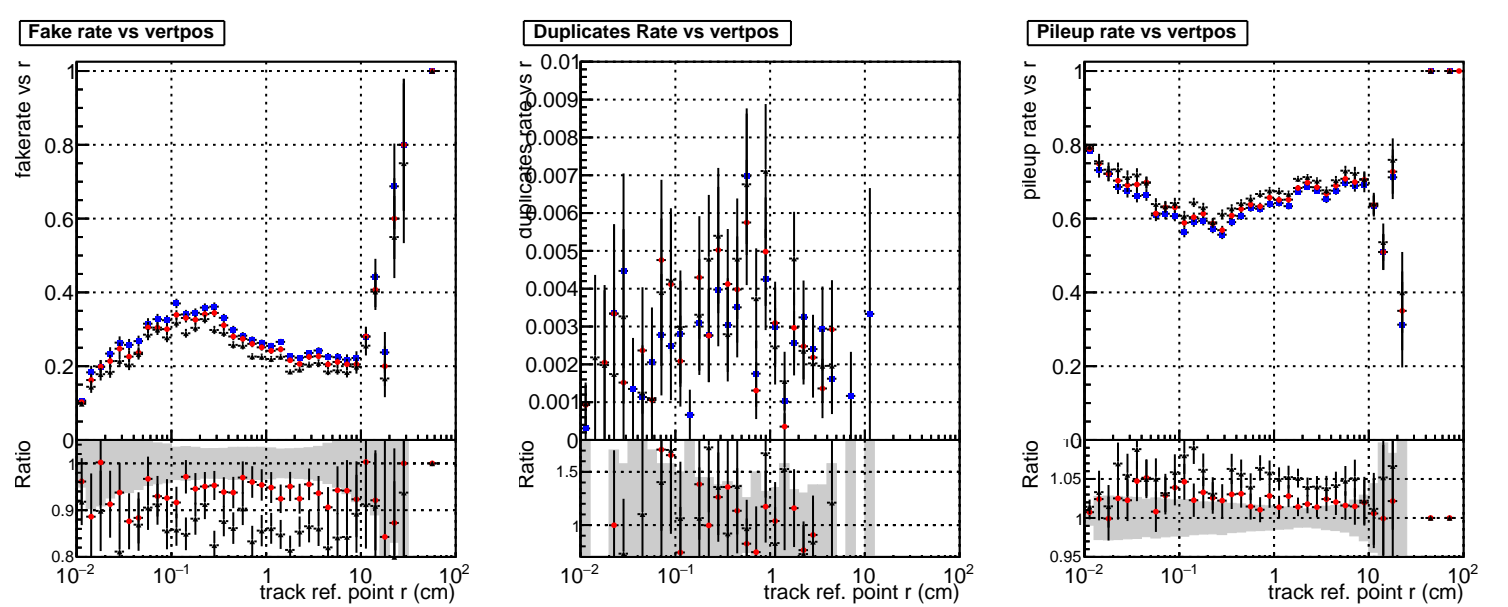 Fake rate vs vertpos
fakerate vs r
1
0.8
0.6
0.4
0.2
0
Ratio
1
0.9
0.8
10⁻² 10⁻¹ 1 10 10²
track ref. point r (cm)
Duplicates Rate vs vertpos
duplicates rate vs r
0.01
0.009
0.008
0.007
0.006
0.005
0.004
0.003
0.002
0.001
0
Ratio
1.5
1
10⁻² 10⁻¹ 1 10 10²
track ref. point r (cm)
Pileup rate vs vertpos
pileup rate vs r
1
0.8
0.6
0.4
0.2
Ratio
1.05
1
0.95
10⁻² 10⁻¹ 1 10 10²
track ref. point r (cm)